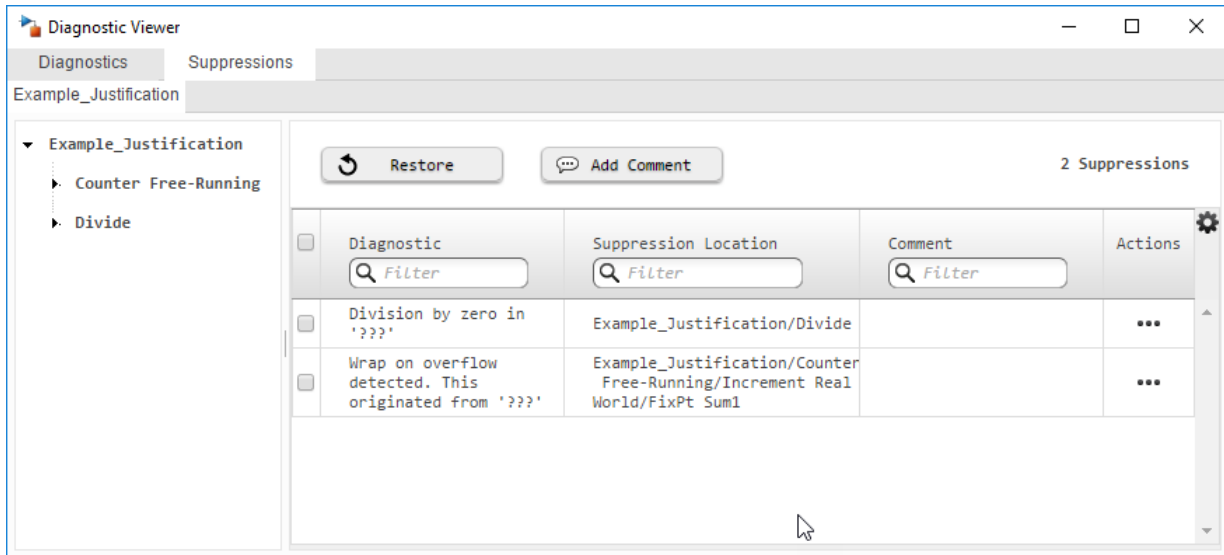 Diagnostic Viewer
Diagnostics Suppressions
Example_Justification
Example_Justification
Counter Free-Running
Divide
Restore Add Comment 2 Suppressions
Diagnostic Suppression Location Comment Actions
Filter Filter Filter
Division by zero in
'???'
Example_Justification/Divide
Wrap on overflow
detected. This
originated from '???'
Example_Justification/Counter
Free-Running/Increment Real
World/FixPt Sum1